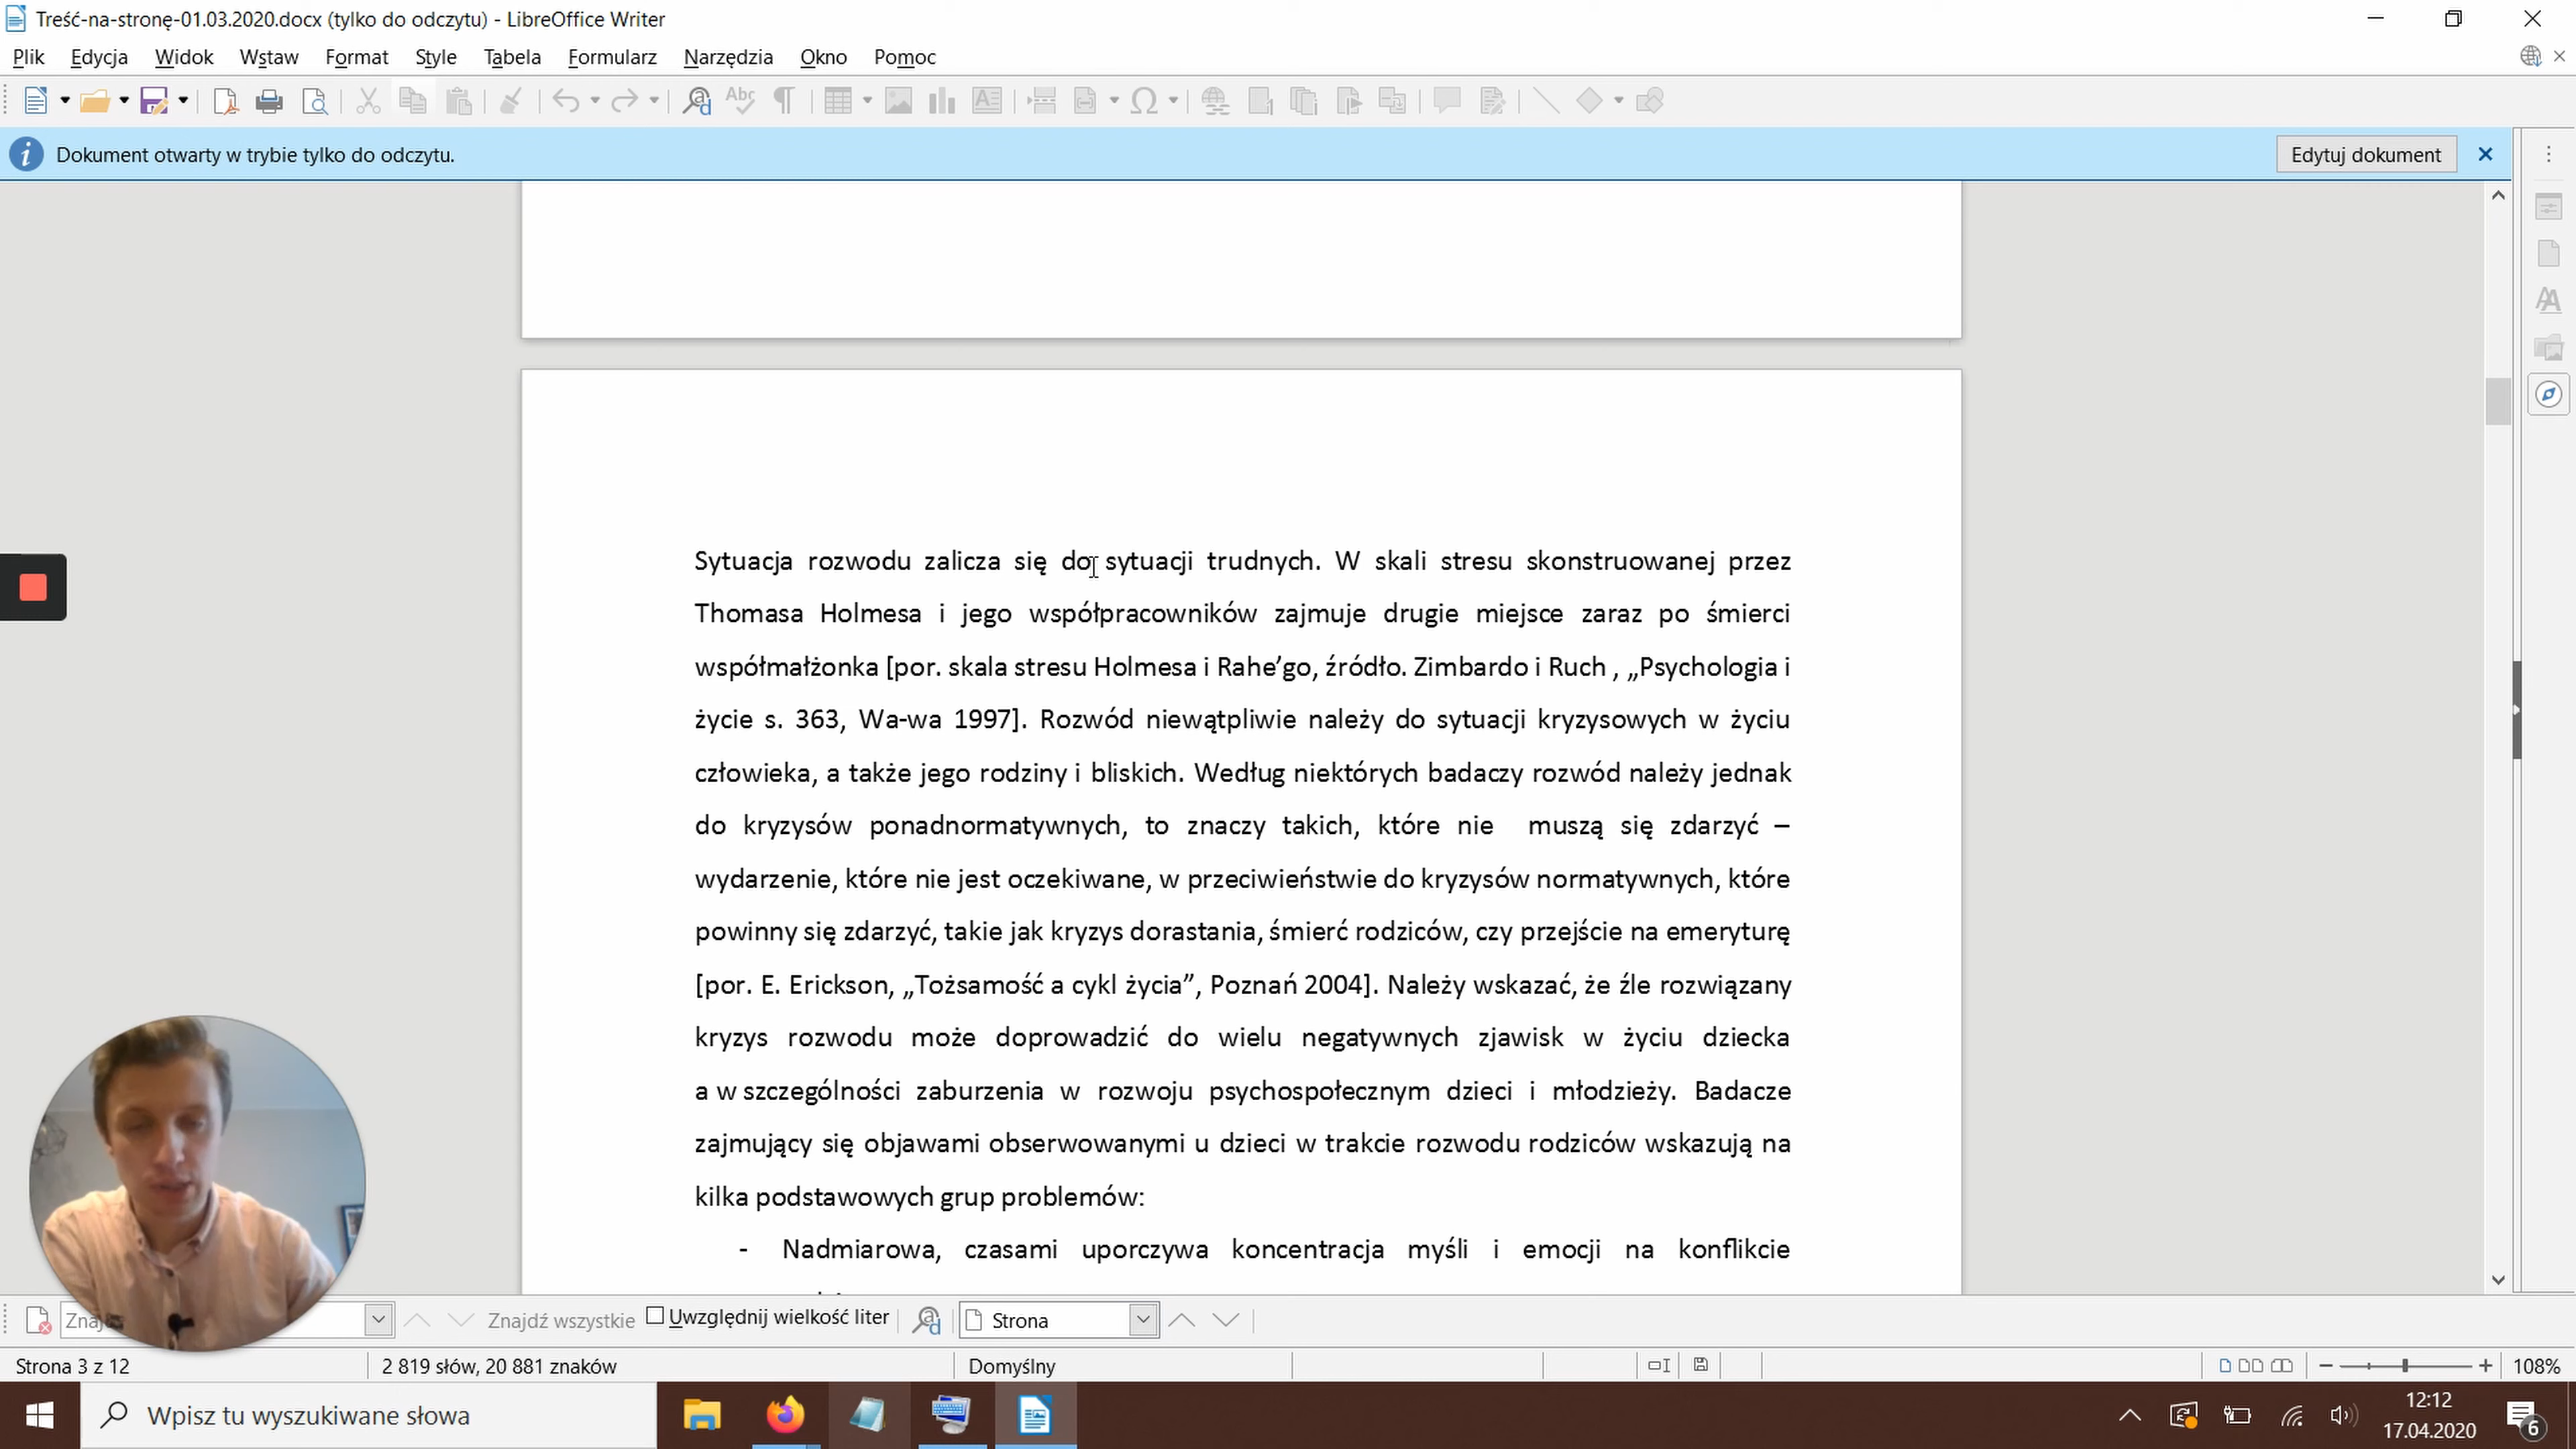 Treść-na-stronę-01.03.2020.docx (tylko do odczytu) - LibreOffice Writer
Plik Edycja Widok Wstaw Format Style Tabela Formularz Narzędzia Okno Pomoc
Dokument otwarty w trybie tylko do odczytu. Edytuj dokument
Sytuacja rozwodu zalicza się do sytuacji trudnych. W skali stresu skonstruowanej przez
Thomasa Holmesa i jego współpracowników zajmuje drugie miejsce zaraz po śmierci
współmałżonka [por. skala stresu Holmesa i Rahe’go, źródło. Zimbardo i Ruch , „Psychologia i
życie s. 363, Wa-wa 1997]. Rozwód niewątpliwie należy do sytuacji kryzysowych w życiu
człowieka, a także jego rodziny i bliskich. Według niektórych badaczy rozwód należy jednak
do kryzysów ponadnormatywnych, to znaczy takich, które nie muszą się zdarzyć –
wydarzenie, które nie jest oczekiwane, w przeciwieństwie do kryzysów normatywnych, które
powinny się zdarzyć, takie jak kryzys dorastania, śmierć rodziców, czy przejście na emeryturę
[por. E. Erickson, „Tożsamość a cykl życia”, Poznań 2004]. Należy wskazać, że źle rozwiązany
kryzys rozwodu może doprowadzić do wielu negatywnych zjawisk w życiu dziecka
a w szczególności zaburzenia w rozwoju psychospołecznym dzieci i młodzieży. Badacze
zajmujący się objawami obserwowanymi u dzieci w trakcie rozwodu rodziców wskazują na
kilka podstawowych grup problemów:
- Nadmiarowa, czasami uporczywa koncentracja myśli i emocji na konflikcie
Znajdź wszystkie Uwzględnij wielkość liter Strona
Strona 3 z 12 2 819 słów, 20 881 znaków Domyślny 108%
Wpisz tu wyszukiwane słowa 12:12
17.04.2020 6